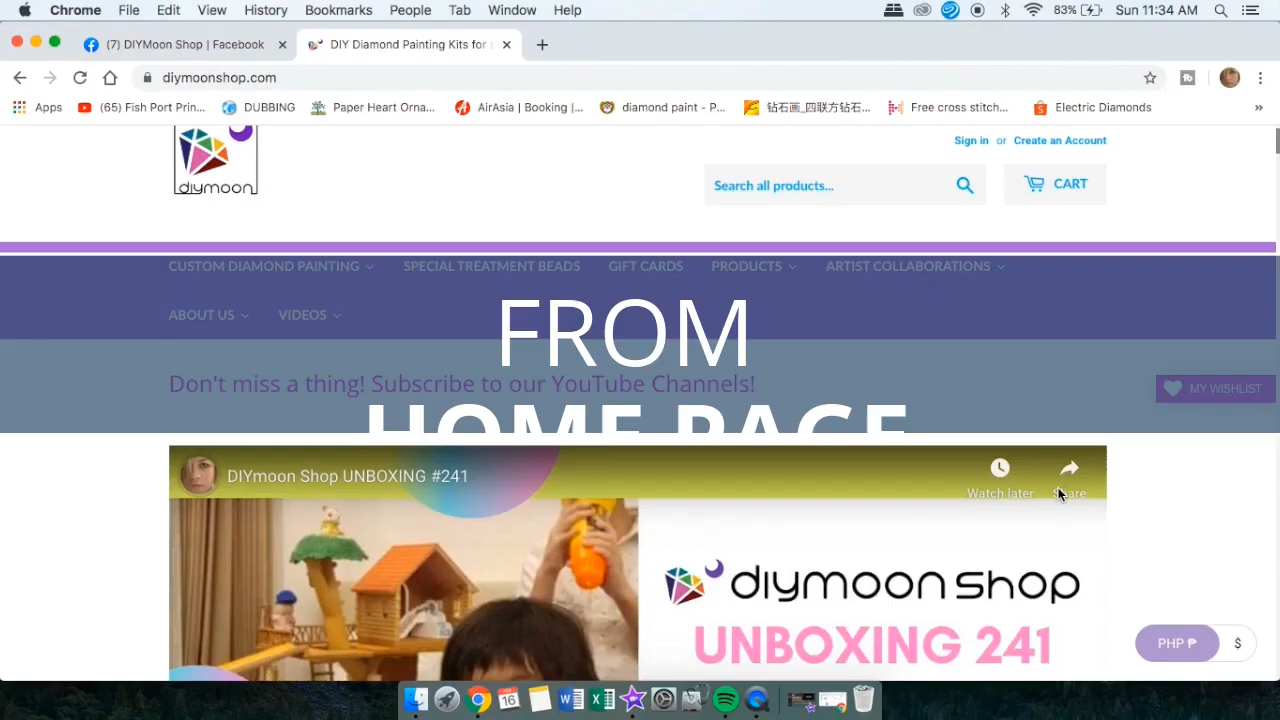 Chrome File Edit View History Bookmarks People Tab Window Help 83% Sun 11:34 AM
(7) DIYMoon Shop | Facebook DIY Diamond Painting Kits for
diymoonshop.com
Apps (65) Fish Port Prin... DUBBING Paper Heart Orna... AirAsia | Booking |... diamond paint - P... 钻石画_四联方钻石... Free cross stitch... Electric Diamonds »
Sign in or Create an Account
diymoon
Search all products... CART
CUSTOM DIAMOND PAINTING SPECIAL TREATMENT BEADS GIFT CARDS PRODUCTS ARTIST COLLABORATIONS
ABOUT US VIDEOS
FROM
Don't miss a thing! Subscribe to our YouTube Channels!
MY WISHLIST
HOME PAGE
DIYmoon Shop UNBOXING #241
Watch later Share
diymoon shop
UNBOXING 241
PHP ₱ $
16